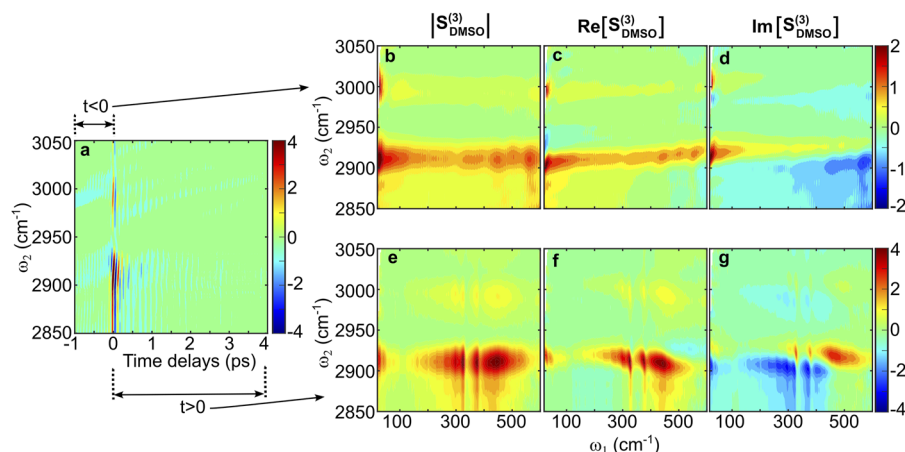 |S(3)DMSO| Re[S(3)DMSO] Im[S(3)DMSO]
3050
b c d
2
3000
1
ω2 (cm-1)
2950
0
2900
-1
2850
-2
t<0
3050
a
4
3000
2
ω2 (cm-1)
2950
0
2900
-2
2850
-4
-1 0 1 2 3 4
Time delays (ps)
t>0
3050
e f g
4
3000
2
ω2 (cm-1)
2950
0
2900
-2
2850
-4
100 300 500 100 300 500 100 300 500
ω1 (cm-1)